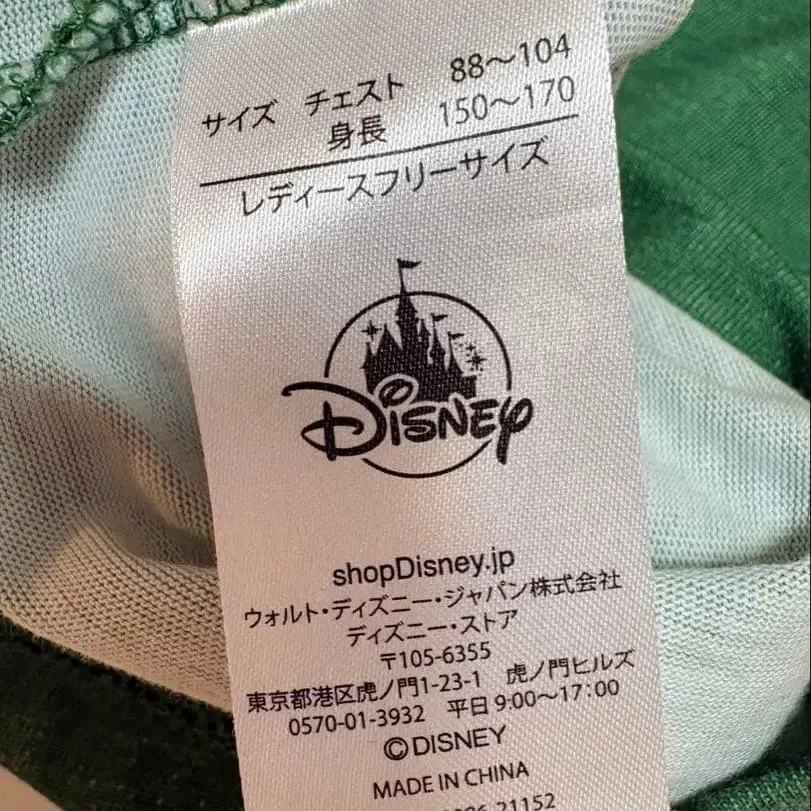 サイズ チェスト 88〜104
身長 150〜170
レディースフリーサイズ
DISNEY
shopDisney.jp
ウォルト・ディズニー・ジャパン株式会社
ディズニー・ストア
〒105-6355
東京都港区虎ノ門1-23-1 虎ノ門ヒルズ
0570-01-3932 平日 9:00〜17:00
©DISNEY
MADE IN CHINA
21152